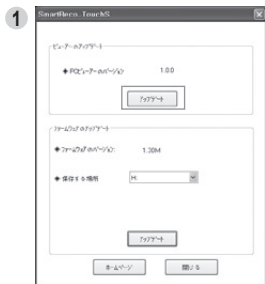 1
SmartReco TouchS
ビューアーのアップデート
◆ PCビューアーのバージョン 1.0.0
アップデート
ファームウェアのアップデート
◆ ファームウェアのバージョン: 1.30M
◆ 保存する場所 H:
アップデート
ホームページ 閉じる